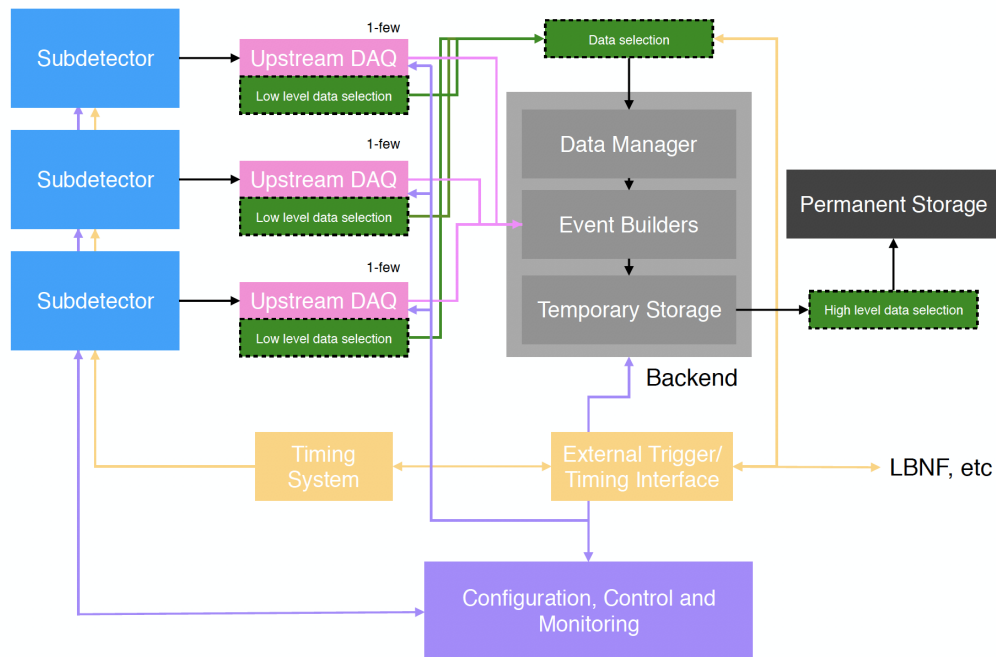 1-few
Subdetector
Upstream DAQ
Low level data selection
Data selection
1-few
Subdetector
Upstream DAQ
Low level data selection
Data Manager
Event Builders
Permanent Storage
1-few
Subdetector
Upstream DAQ
Low level data selection
Temporary Storage
High level data selection
Backend
Timing
System
External Trigger/
Timing Interface
LBNF, etc
Configuration, Control and
Monitoring